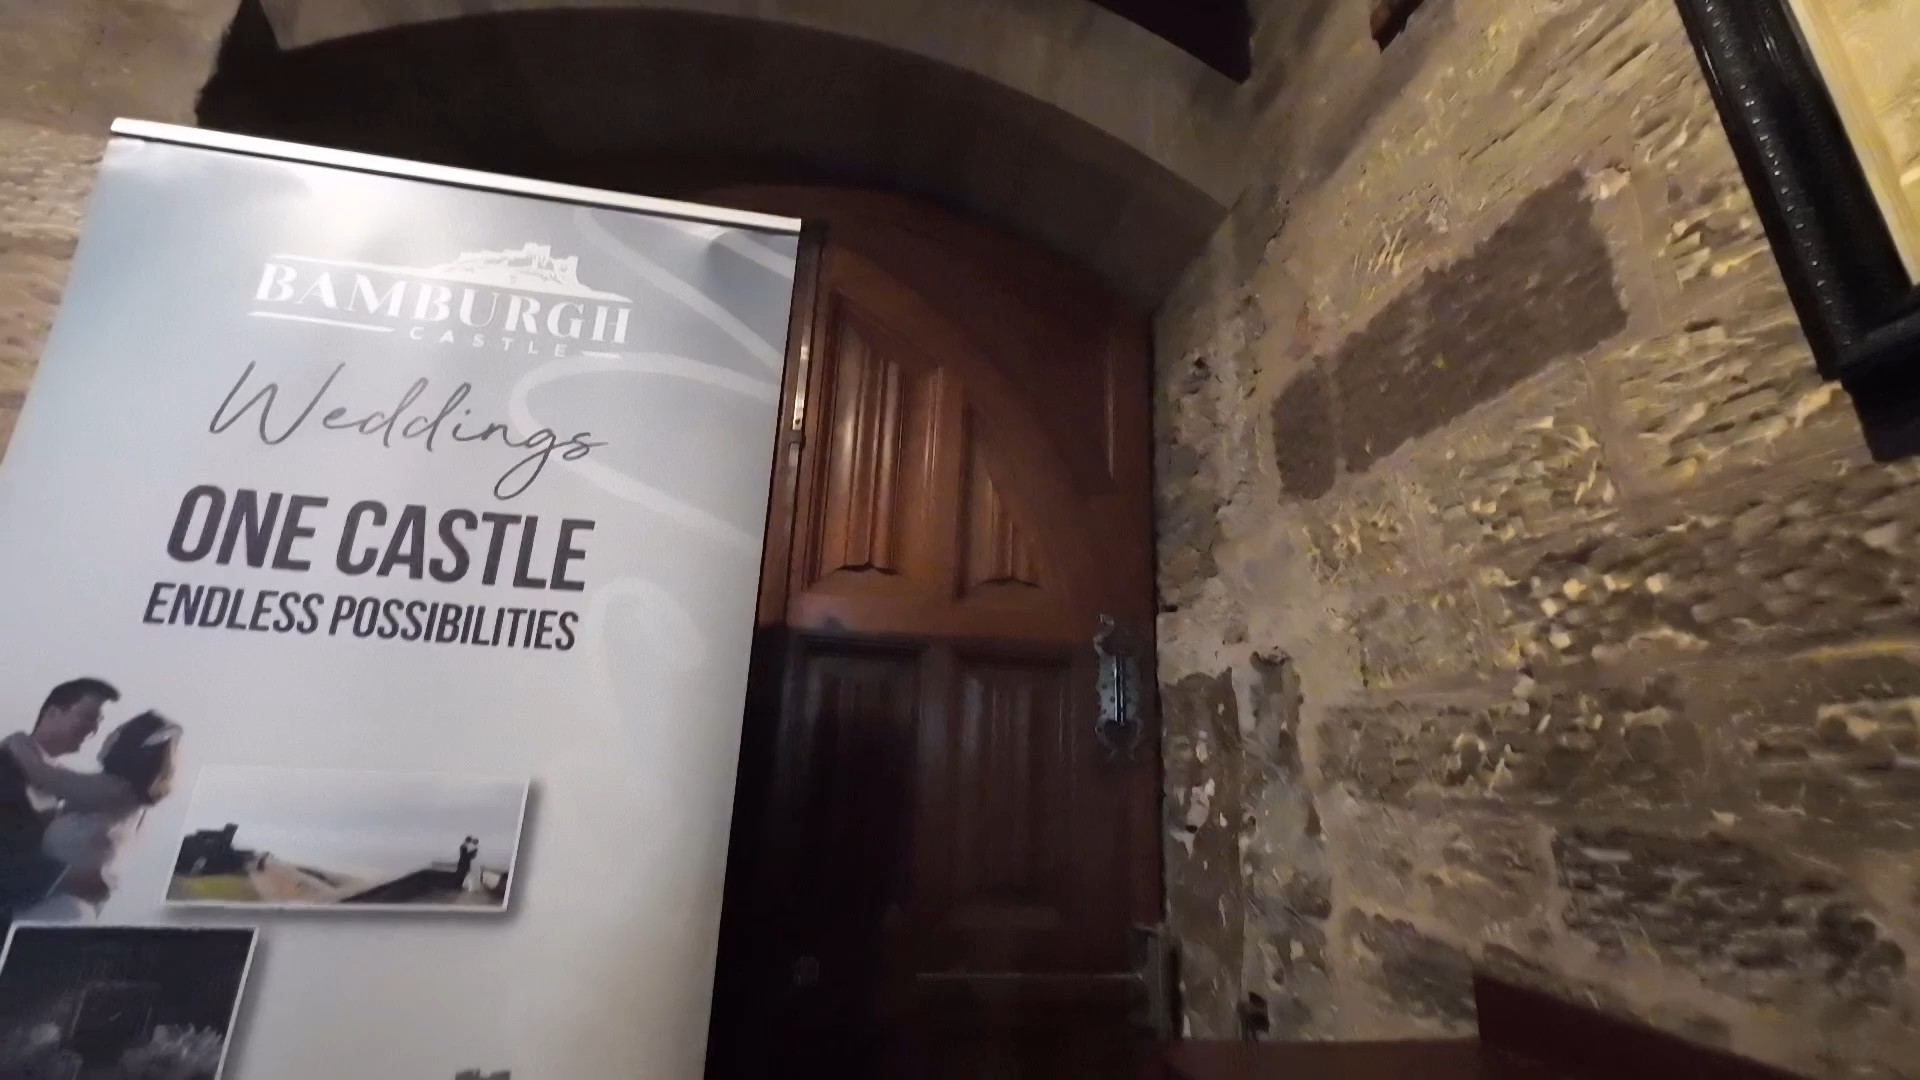 BAMBURGH
CASTLE
Weddings
ONE CASTLE
ENDLESS POSSIBILITIES